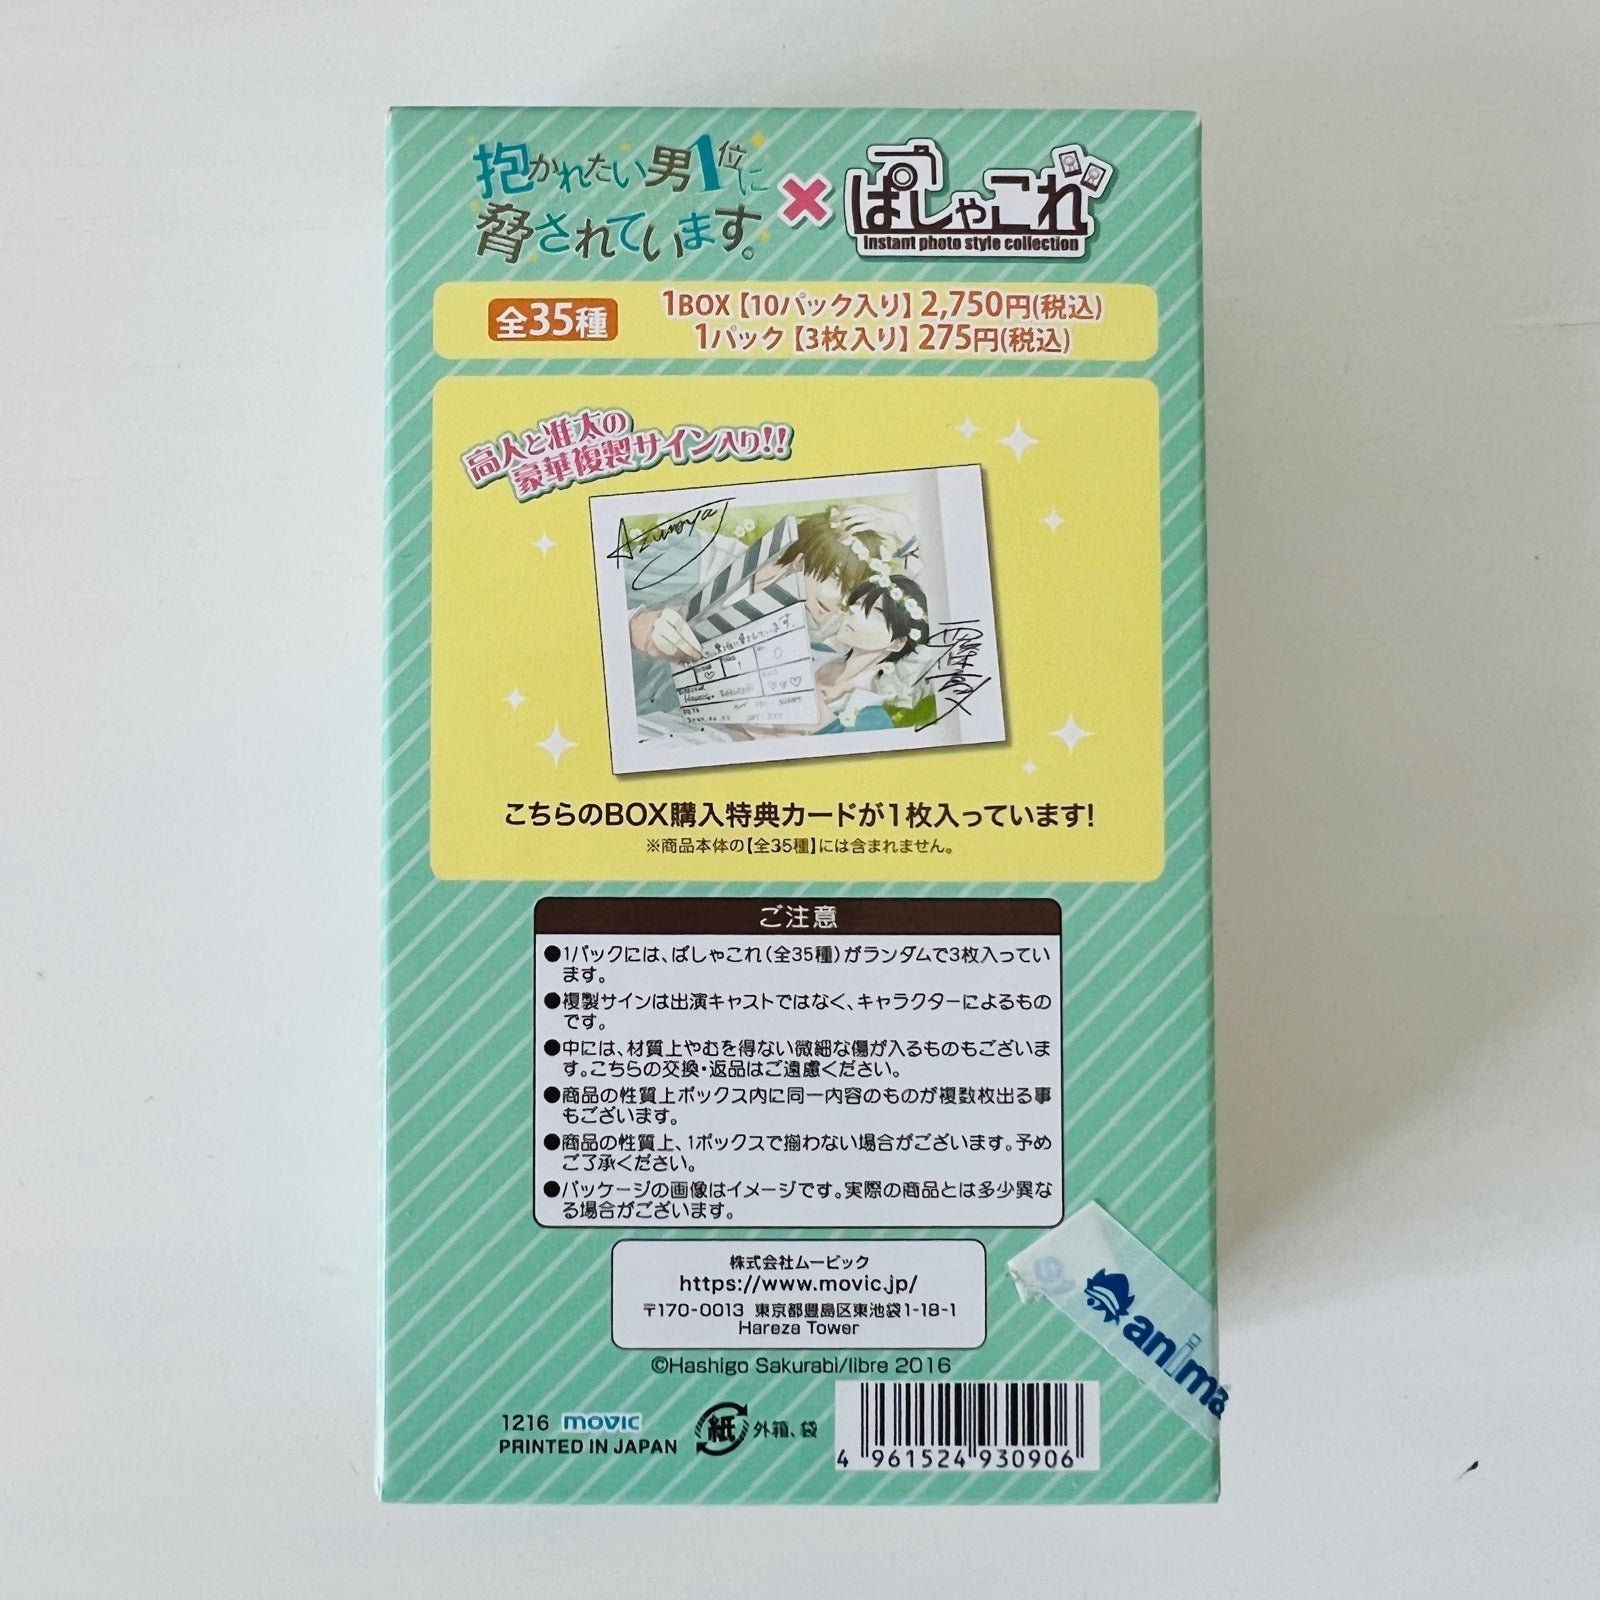 抱かれたい男1位に
脅されています。
×
ぱしゃこれ
Instant photo style collection
全35種
1BOX【10パック入り】2,750円(税込)
1パック【3枚入り】275円(税込)
高人と准太の
豪華複製サイン入り!!
Azumaya
こちらのBOX購入特典カードが1枚入っています!
※商品本体の【全35種】には含まれません。
ご注意
●1パックには、ぱしゃこれ(全35種)がランダムで3枚入ってい
ます。
●複製サインは出演キャストではなく、キャラクターによるもの
です。
●中には、材質上やむを得ない微細な傷が入るものもございま
す。こちらの交換・返品はご遠慮ください。
●商品の性質上ボックス内に同一内容のものが複数枚出る事
もございます。
●商品の性質上、1ボックスで揃わない場合がございます。予め
ご了承ください。
●パッケージの画像はイメージです。実際の商品とは多少異な
る場合がございます。
株式会社ムービック
https://www.movic.jp/
〒170-0013 東京都豊島区東池袋1-18-1
Hareza Tower
©Hashigo Sakurabi/libre 2016
1216 movic
PRINTED IN JAPAN
紙
外箱、袋
4 961524 930906
anima